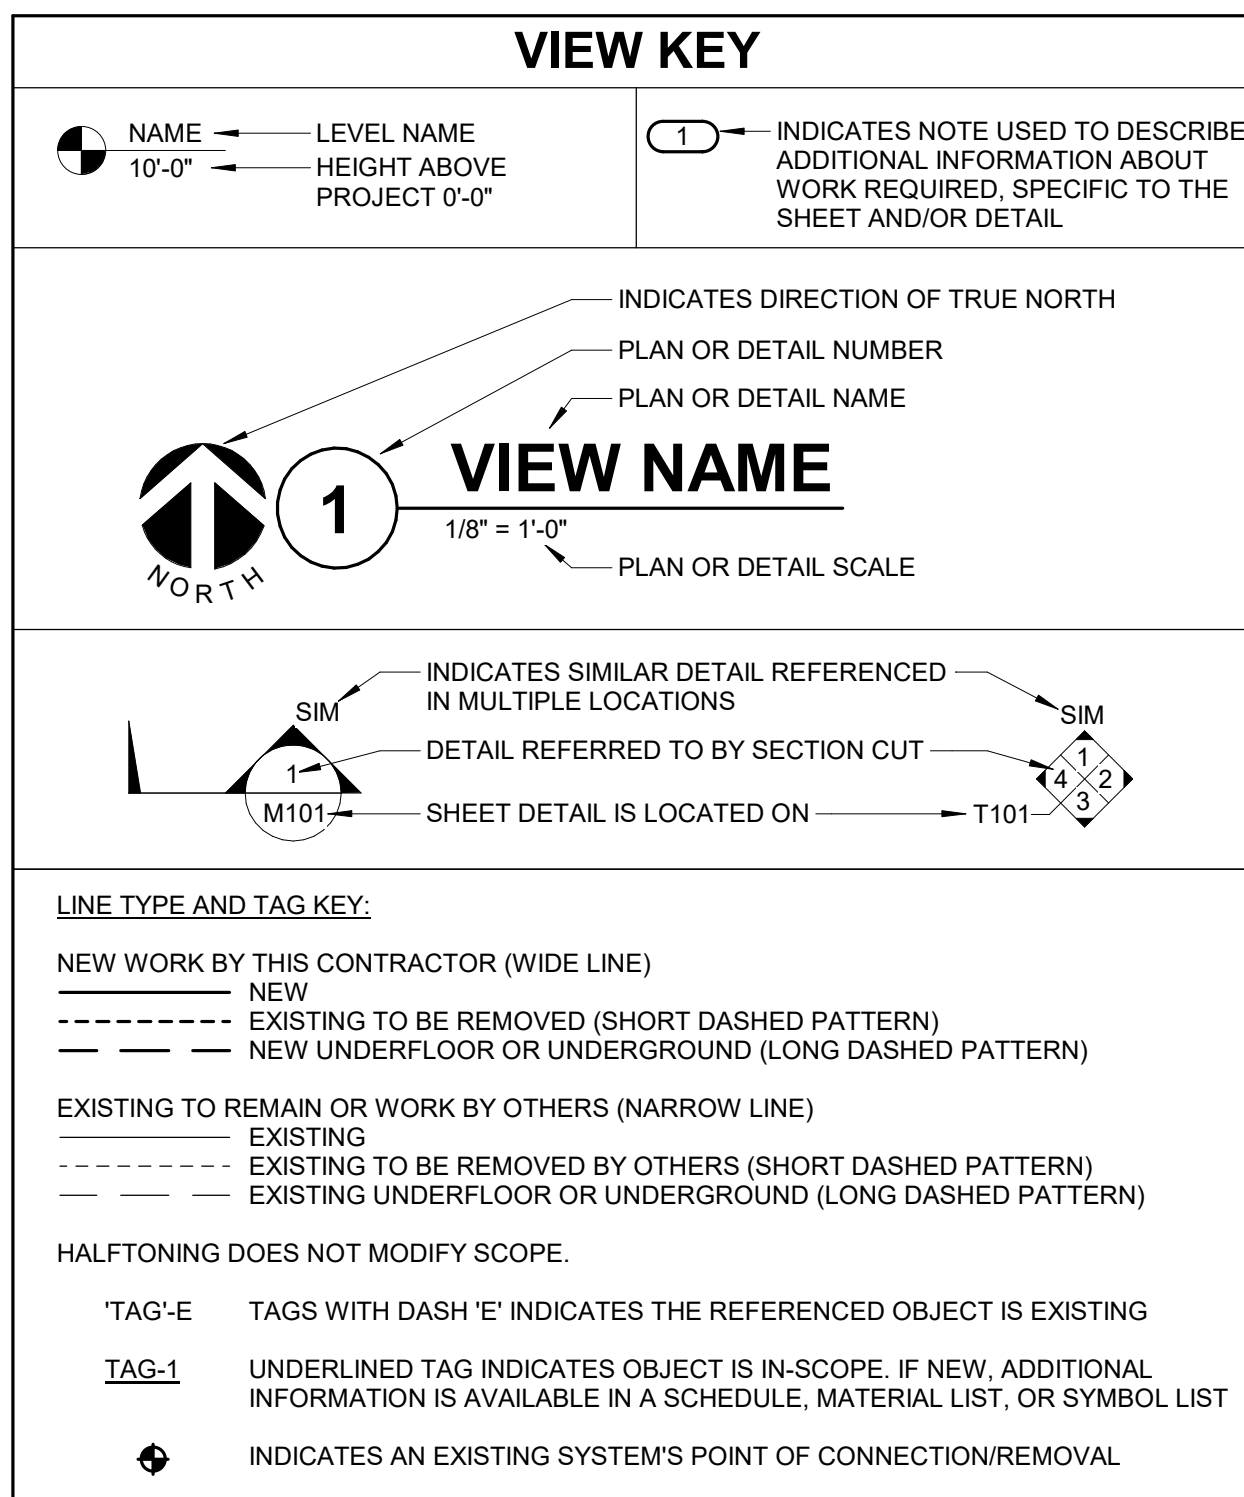 VIEW KEY
NAME
LEVEL NAME
10'-0"
HEIGHT ABOVE
PROJECT 0'-0"
1
INDICATES NOTE USED TO DESCRIBE
ADDITIONAL INFORMATION ABOUT
WORK REQUIRED, SPECIFIC TO THE
SHEET AND/OR DETAIL
INDICATES DIRECTION OF TRUE NORTH
PLAN OR DETAIL NUMBER
PLAN OR DETAIL NAME
NORTH
1
VIEW NAME
1/8" = 1'-0"
PLAN OR DETAIL SCALE
SIM
INDICATES SIMILAR DETAIL REFERENCED
IN MULTIPLE LOCATIONS
SIM
1
DETAIL REFERRED TO BY SECTION CUT
1
4
2
3
M101
SHEET DETAIL IS LOCATED ON
T101
LINE TYPE AND TAG KEY:
NEW WORK BY THIS CONTRACTOR (WIDE LINE)
NEW
EXISTING TO BE REMOVED (SHORT DASHED PATTERN)
NEW UNDERFLOOR OR UNDERGROUND (LONG DASHED PATTERN)
EXISTING TO REMAIN OR WORK BY OTHERS (NARROW LINE)
EXISTING
EXISTING TO BE REMOVED BY OTHERS (SHORT DASHED PATTERN)
EXISTING UNDERFLOOR OR UNDERGROUND (LONG DASHED PATTERN)
HALFTONING DOES NOT MODIFY SCOPE.
'TAG'-E TAGS WITH DASH 'E' INDICATES THE REFERENCED OBJECT IS EXISTING
TAG-1 UNDERLINED TAG INDICATES OBJECT IS IN-SCOPE. IF NEW, ADDITIONAL
INFORMATION IS AVAILABLE IN A SCHEDULE, MATERIAL LIST, OR SYMBOL LIST
INDICATES AN EXISTING SYSTEM'S POINT OF CONNECTION/REMOVAL